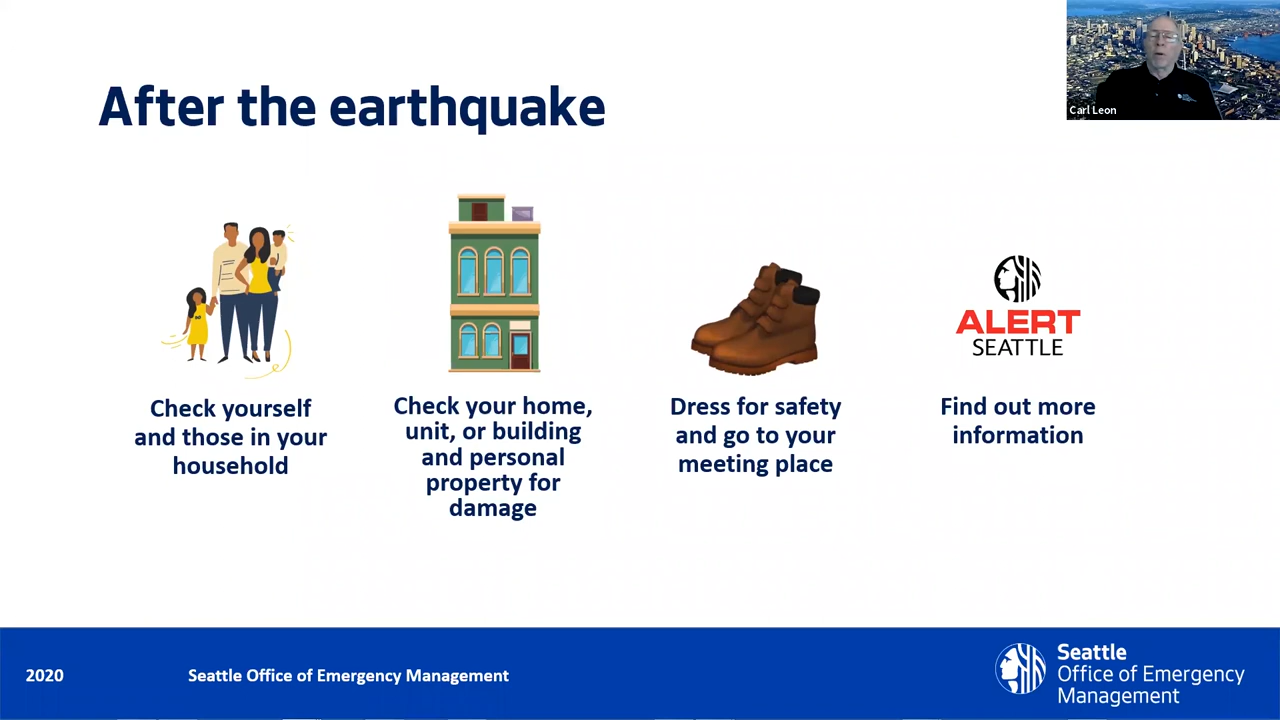 After the earthquake
Carl Leon
Check yourself
and those in your
household
Check your home,
unit, or building
and personal
property for
damage
Dress for safety
and go to your
meeting place
ALERT
SEATTLE
Find out more
information
2020
Seattle Office of Emergency Management
Seattle
Office of Emergency
Management